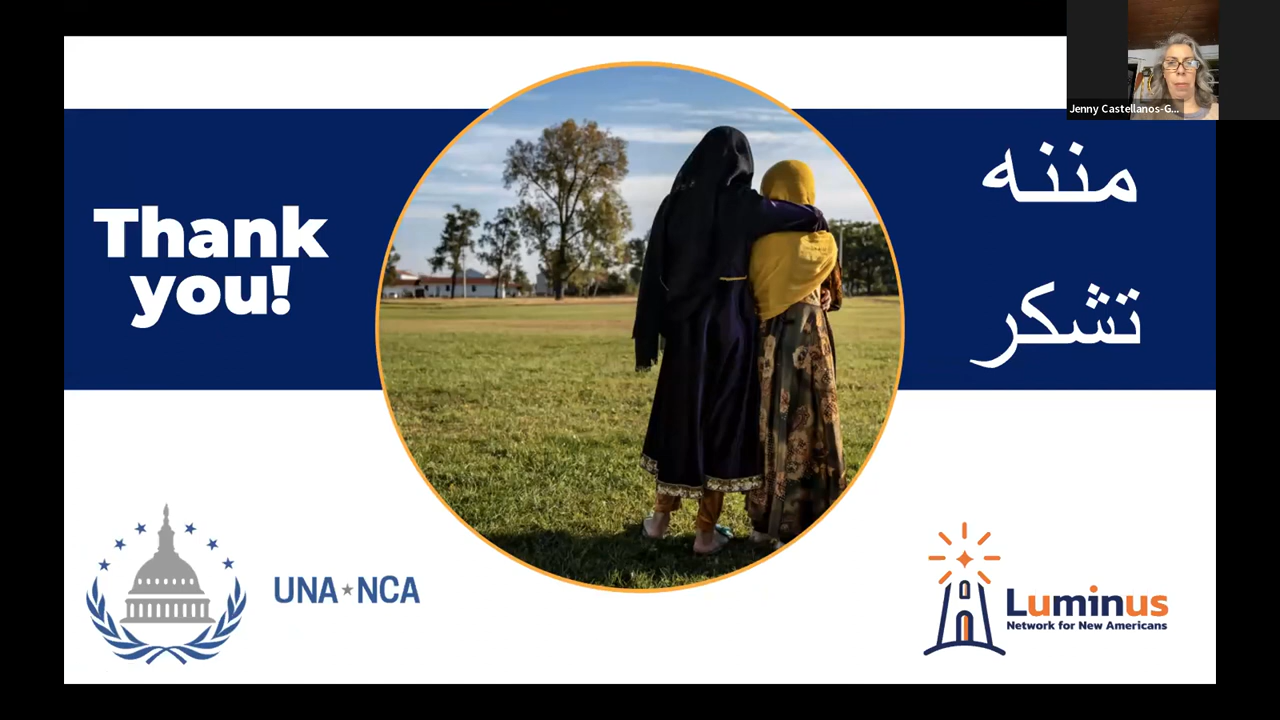 Jenny Castellanos-G...
Thank
you!
مننه
تشکر
UNA★NCA
Luminus
Network for New Americans